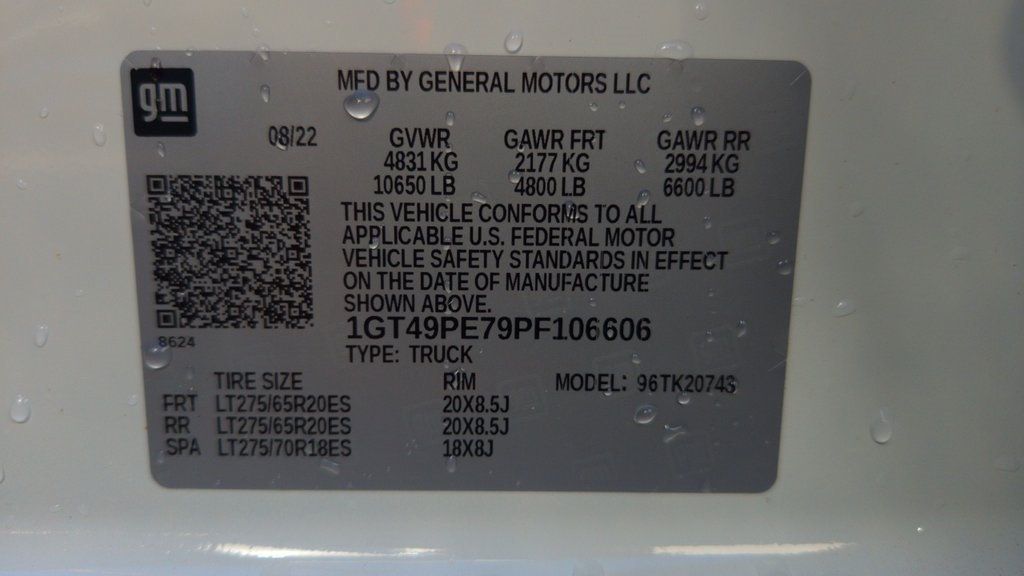 gm
MFD BY GENERAL MOTORS LLC
08/22 GVWR GAWR FRT GAWR RR
4831 KG 2177 KG 2994 KG
10650 LB 4800 LB 6600 LB
THIS VEHICLE CONFORMS TO ALL
APPLICABLE U.S. FEDERAL MOTOR
VEHICLE SAFETY STANDARDS IN EFFECT
ON THE DATE OF MANUFACTURE
SHOWN ABOVE.
1GT49PE79PF106606
8624
TYPE: TRUCK
TIRE SIZE RIM MODEL: 96TK20743
FRT LT275/65R20ES 20X8.5J
RR LT275/65R20ES 20X8.5J
SPA LT275/70R18ES 18X8J